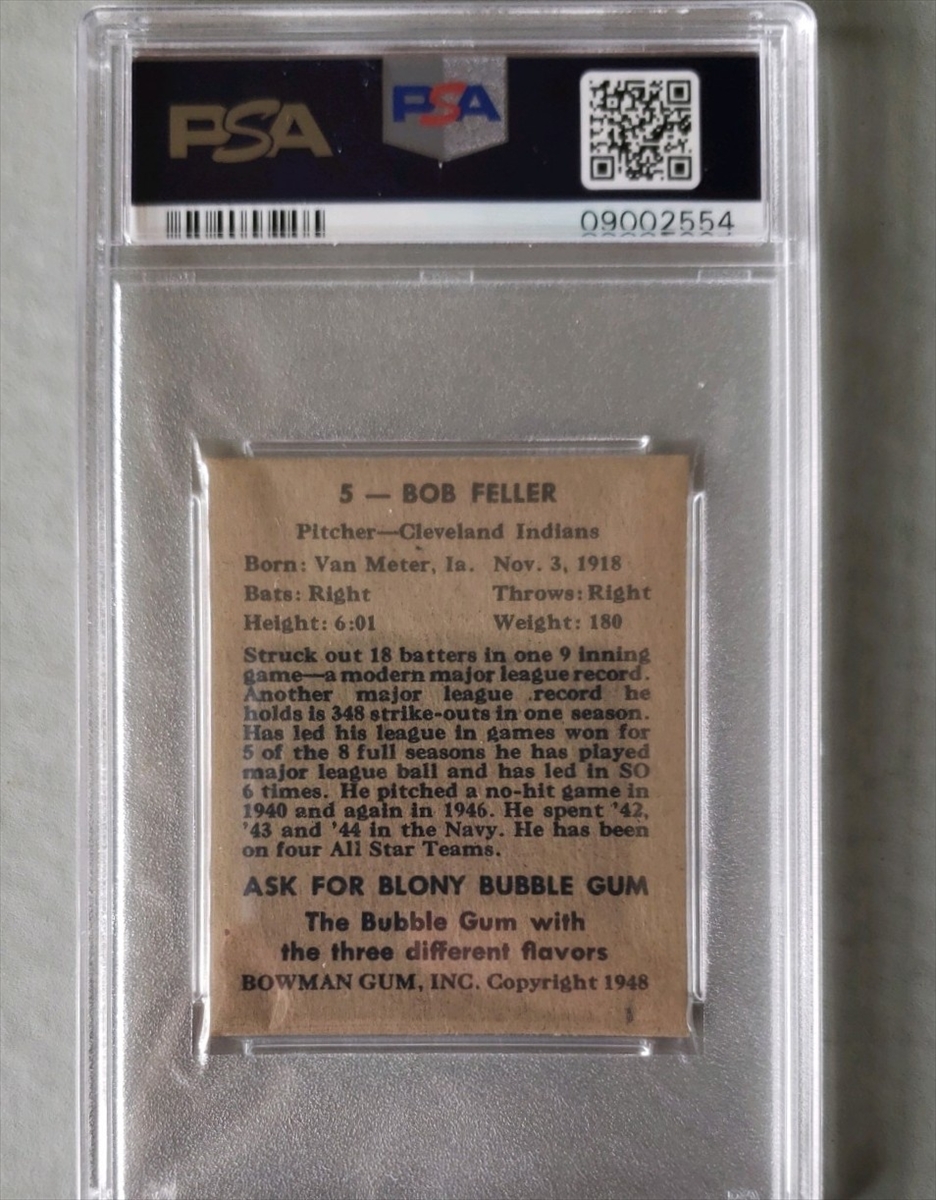 PSA PSA
09002554
5 — BOB FELLER
Pitcher—Cleveland Indians
Born: Van Meter, Ia. Nov. 3, 1918
Bats: Right Throws: Right
Height: 6:01 Weight: 180
Struck out 18 batters in one 9 inning
game—a modern major league record.
Another major league record he
holds is 348 strike-outs in one season.
Has led his league in games won for
5 of the 8 full seasons he has played
major league ball and has led in SO
6 times. He pitched a no-hit game in
1940 and again in 1946. He spent '42,
'43 and '44 in the Navy. He has been
on four All Star Teams.
ASK FOR BLONY BUBBLE GUM
The Bubble Gum with
the three different flavors
BOWMAN GUM, INC. Copyright 1948